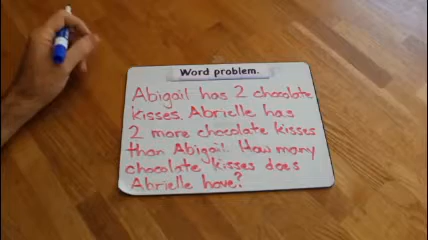 Word problem.
Abigail has 2 chocolate
kisses. Abrielle has
2 more chocolate kisses
than Abigail. How many
chocolate kisses does
Abrielle have?